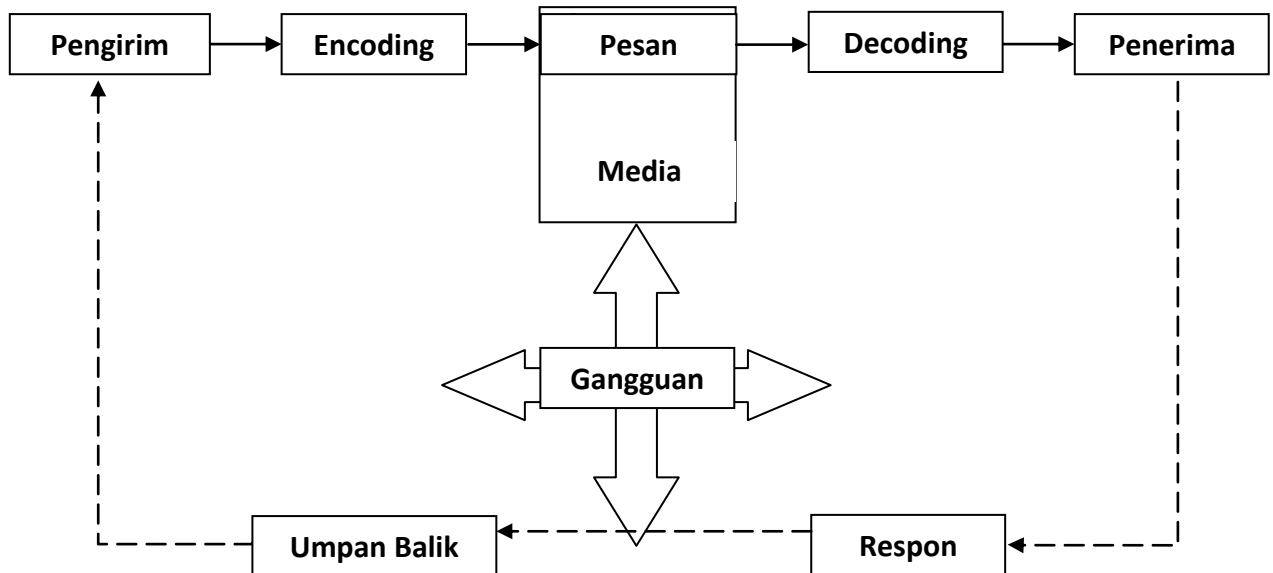 Pengirim
Encoding
Pesan
Decoding
Penerima
Media
Gangguan
Umpan Balik
Respon